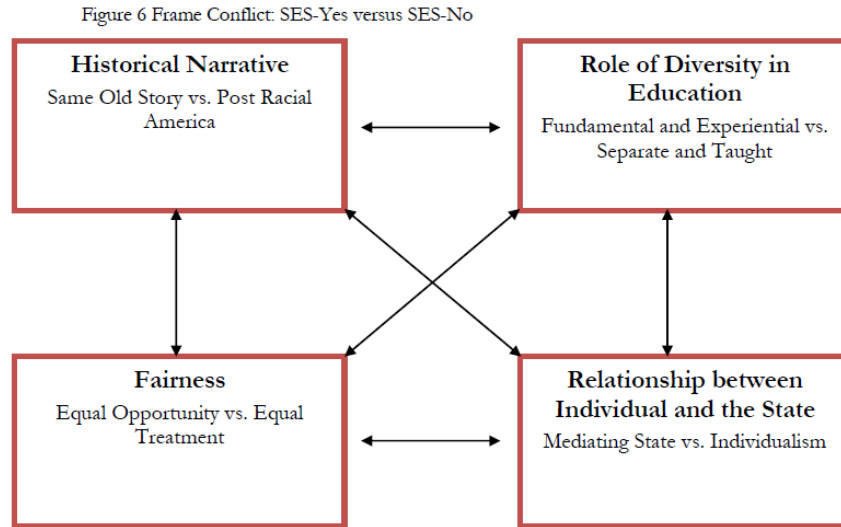 Figure 6 Frame Conflict: SES-Yes versus SES-No
Historical Narrative
Same Old Story vs. Post Racial
America
Role of Diversity in
Education
Fundamental and Experiential vs.
Separate and Taught
Fairness
Equal Opportunity vs. Equal
Treatment
Relationship between
Individual and the State
Mediating State vs. Individualism